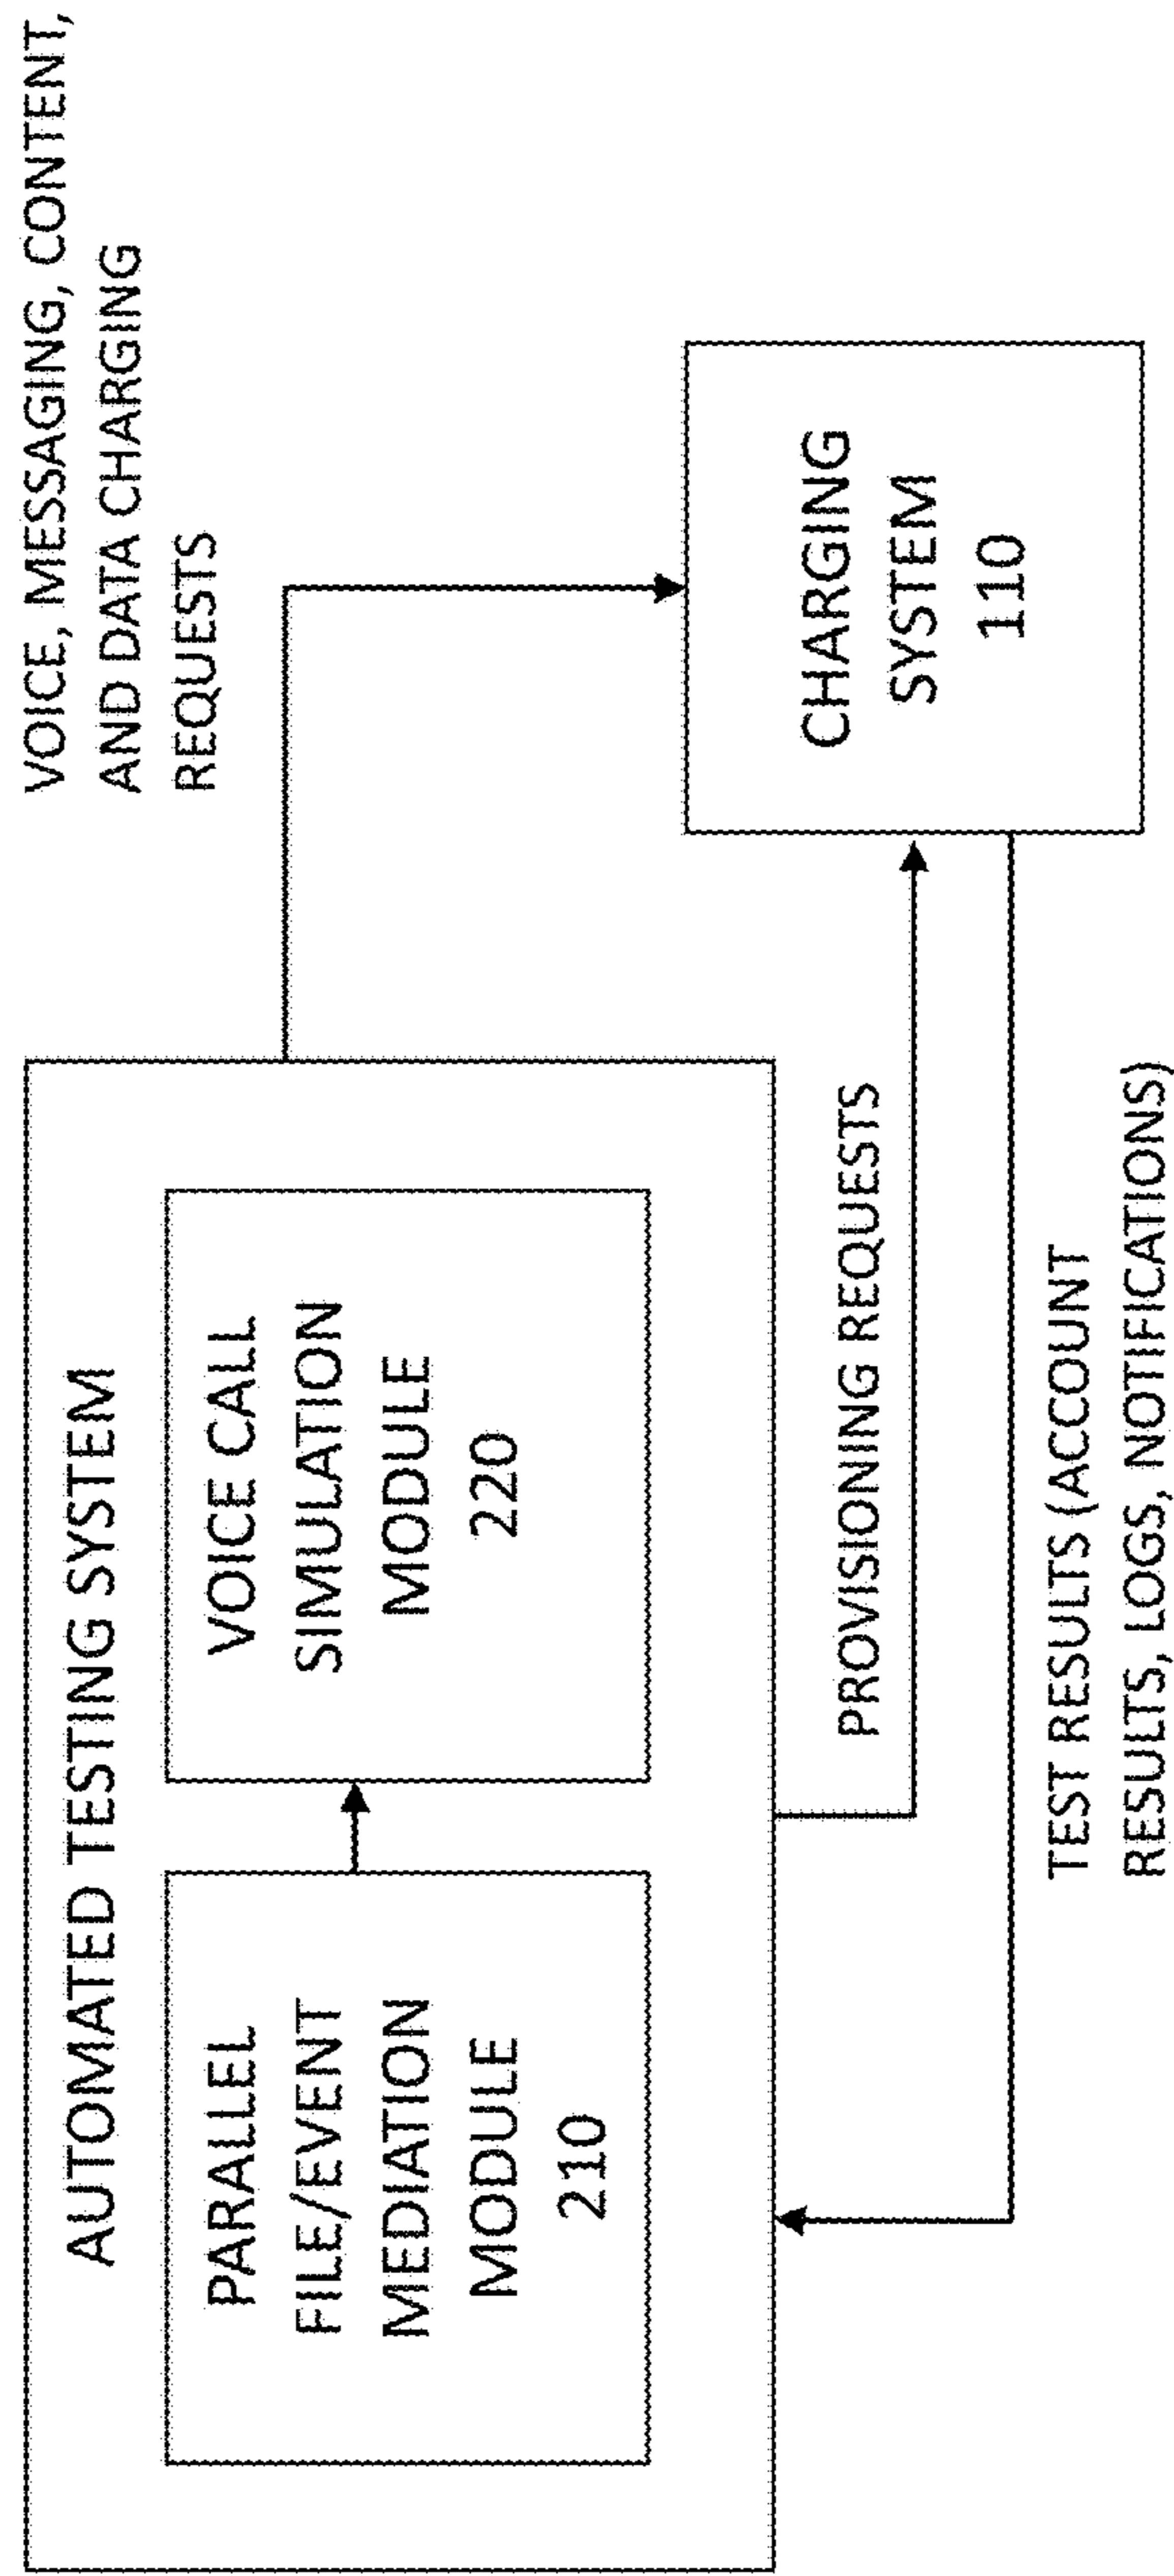 AUTOMATED TESTING SYSTEM
PARALLEL
FILE/EVENT
MEDIATION
MODULE
210
VOICE CALL
SIMULATION
MODULE
220
VOICE, MESSAGING, CONTENT,
AND DATA CHARGING
REQUESTS
PROVISIONING REQUESTS
CHARGING
SYSTEM
110
TEST RESULTS (ACCOUNT
RESULTS, LOGS, NOTIFICATIONS)